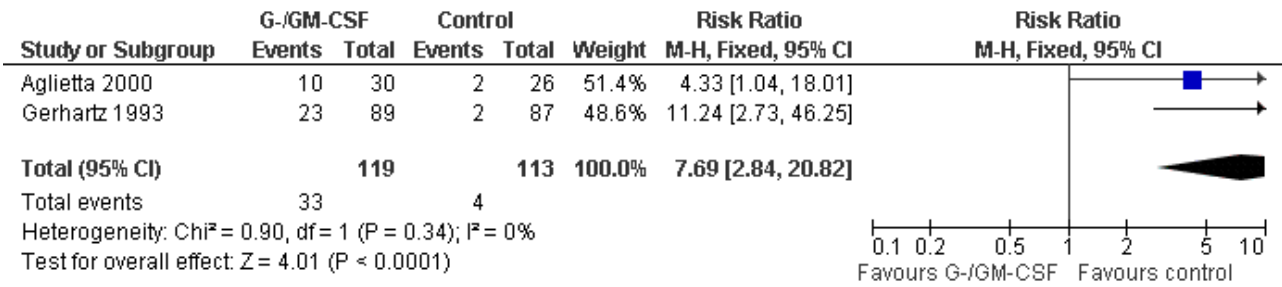 G-/GM-CSF Control Risk Ratio Risk Ratio
Study or Subgroup Events Total Events Total Weight M-H, Fixed, 95% CI M-H, Fixed, 95% CI
Aglietta 2000 10 30 2 26 51.4% 4.33 [1.04, 18.01]
Gerhartz 1993 23 89 2 87 48.6% 11.24 [2.73, 46.25]
Total (95% CI) 119 113 100.0% 7.69 [2.84, 20.82]
Total events 33 4
Heterogeneity: Chi² = 0.90, df = 1 (P = 0.34); I² = 0%
Test for overall effect: Z = 4.01 (P < 0.0001)
0.1 0.2 0.5 1 2 5 10
Favours G-/GM-CSF Favours control